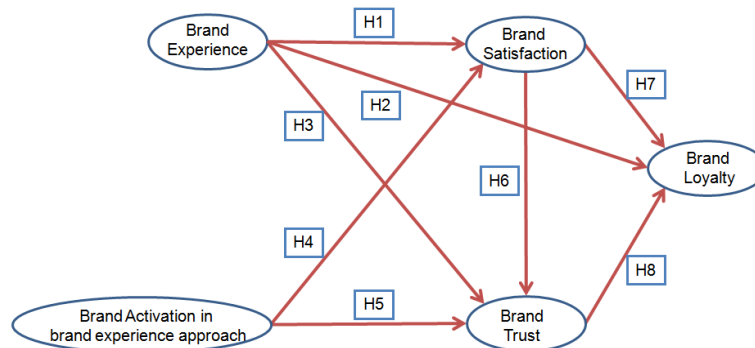 H1
Brand
Experience
Brand
Satisfaction
H7
H2
H3
Brand
Loyalty
H6
H4
H8
Brand Activation in
brand experience approach
H5
Brand
Trust